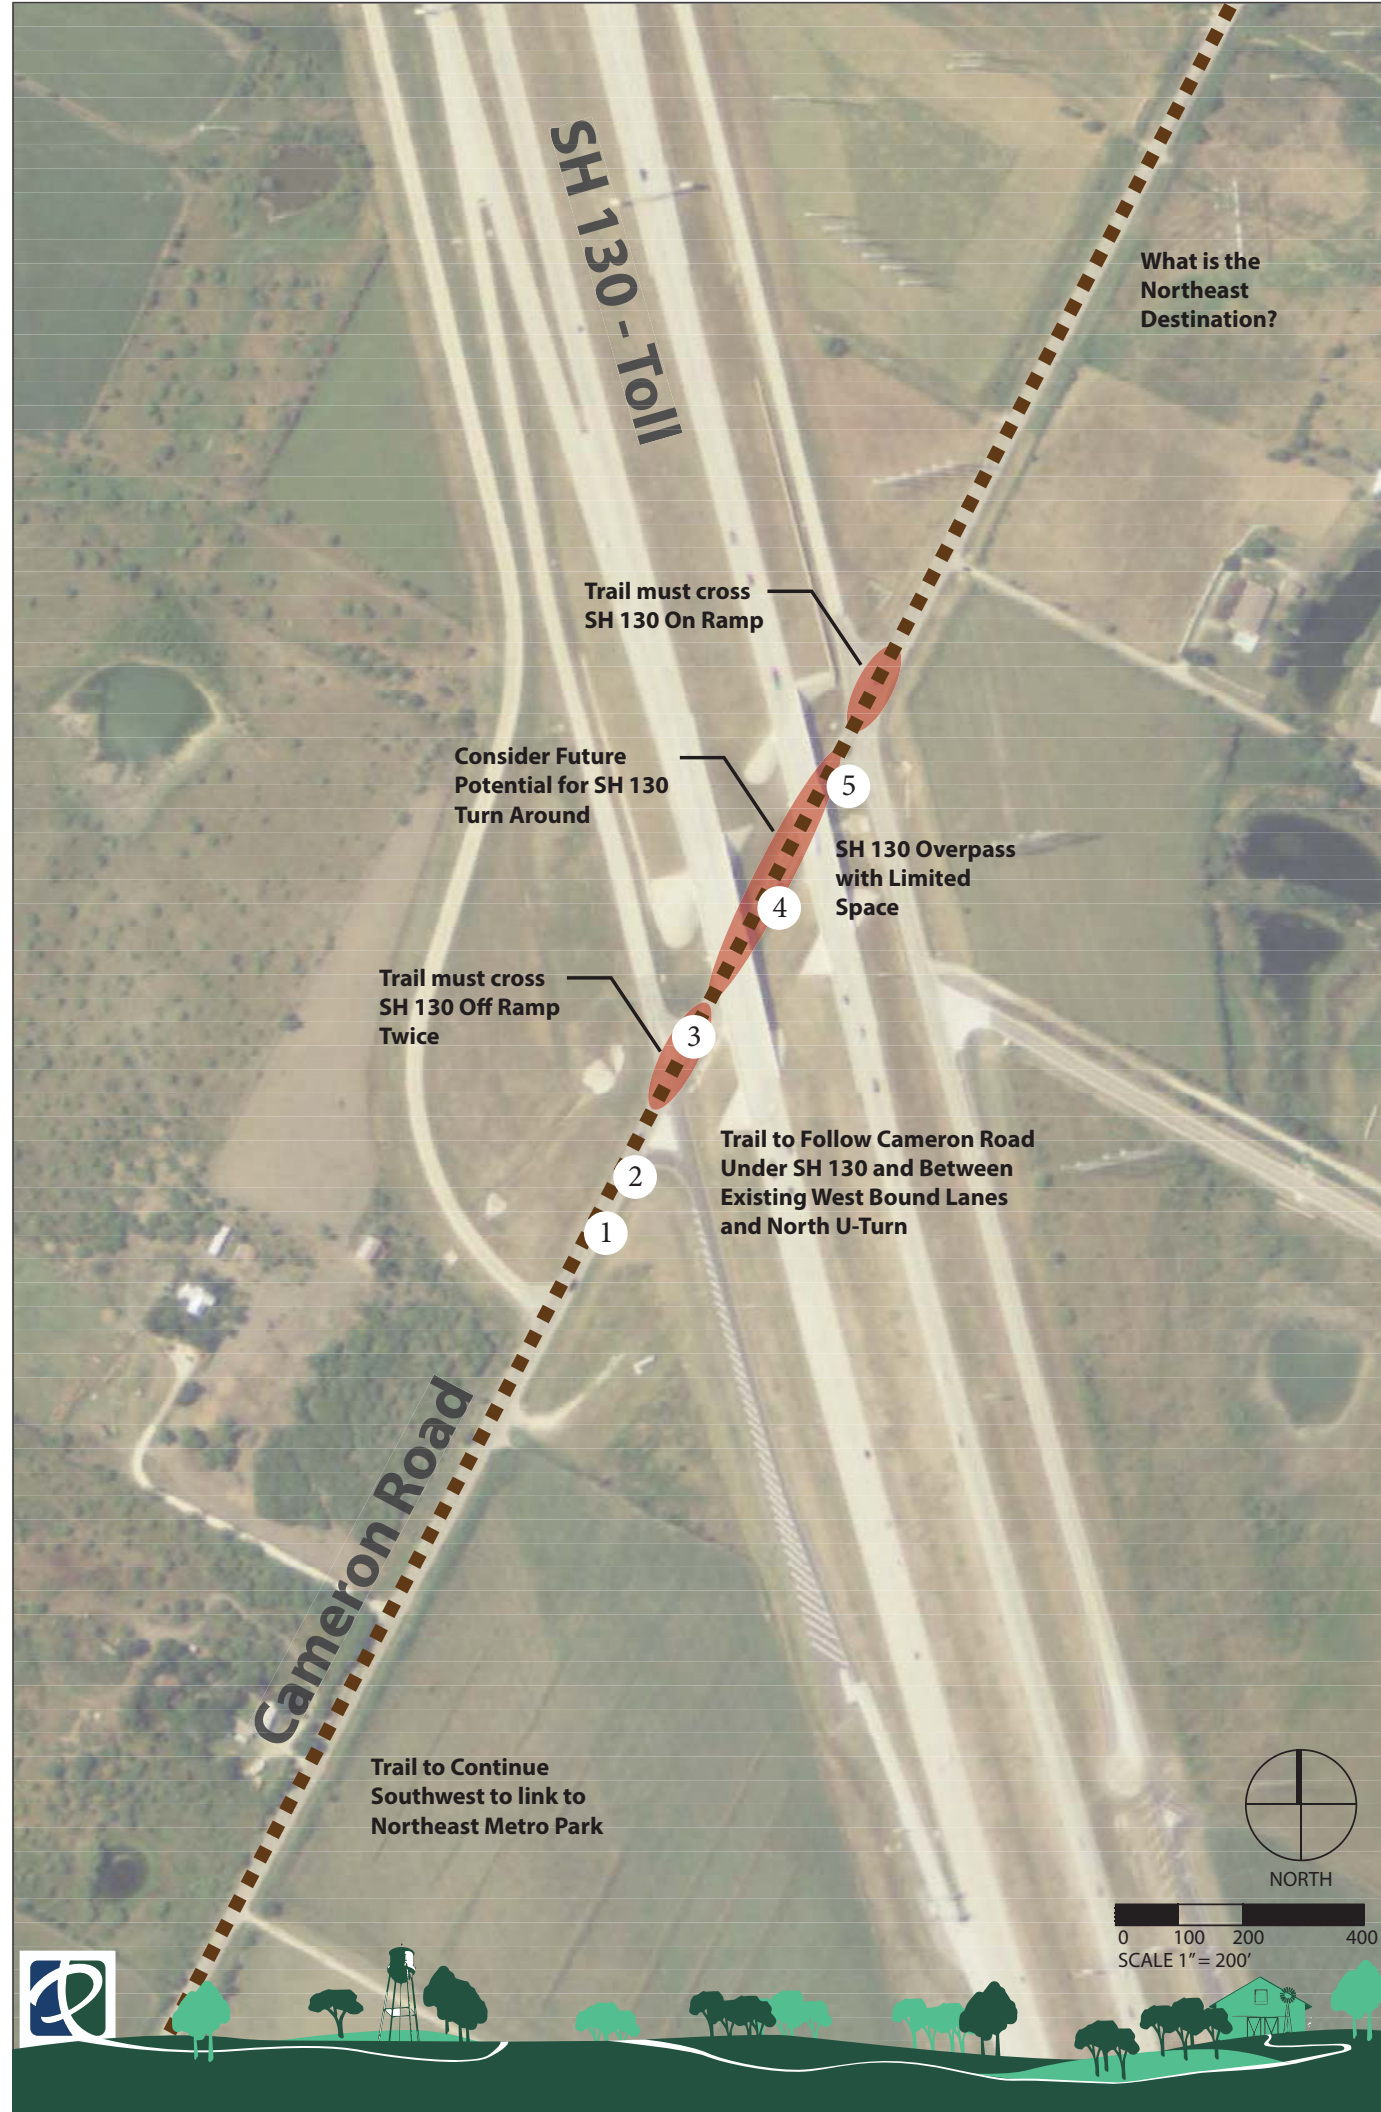 SH 130 - Toll
What is the
Northeast
Destination?
Trail must cross
SH 130 On Ramp
Consider Future
Potential for SH 130
Turn Around
5
SH 130 Overpass
with Limited
Space
4
Trail must cross
SH 130 Off Ramp
Twice
3
Trail to Follow Cameron Road
Under SH 130 and Between
Existing West Bound Lanes
and North U-Turn
2
1
Cameron Road
Trail to Continue
Southwest to link to
Northeast Metro Park
NORTH
0 100 200 400
SCALE 1" = 200'